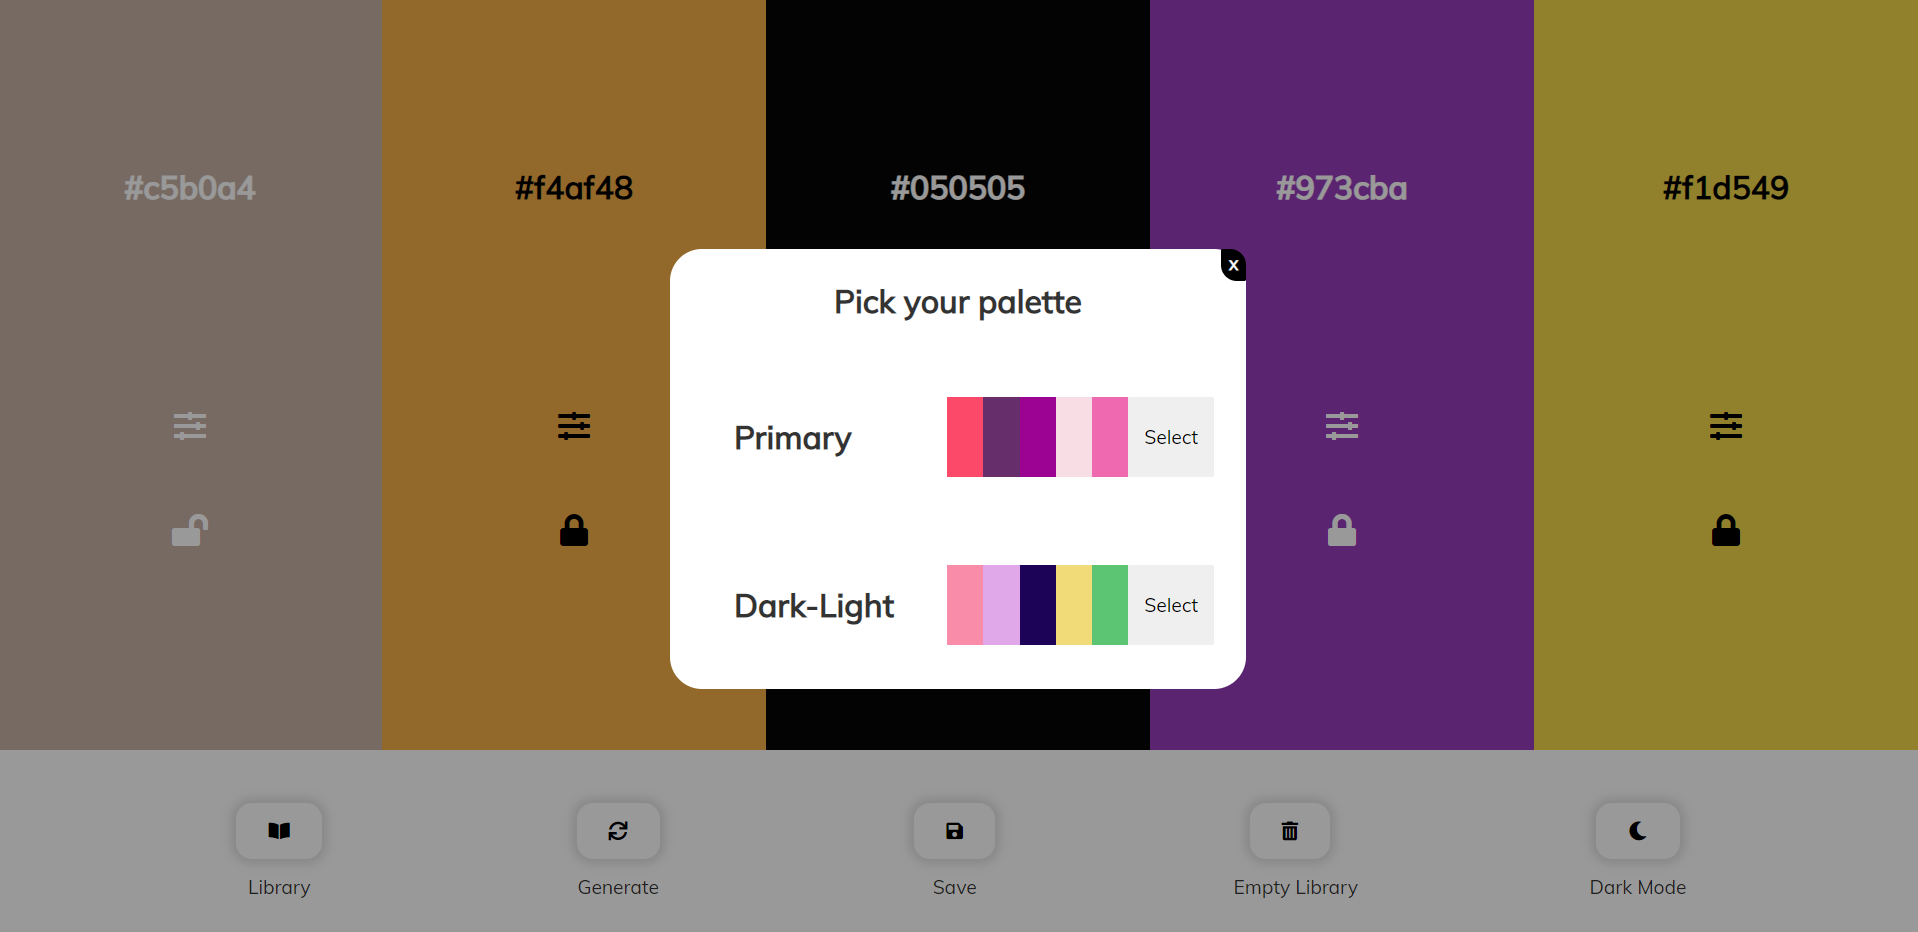 #c5b0a4
#f4af48
#050505
#973cba
#f1d549
x
Pick your palette
Primary
Select
Dark-Light
Select
Library
Generate
Save
Empty Library
Dark Mode